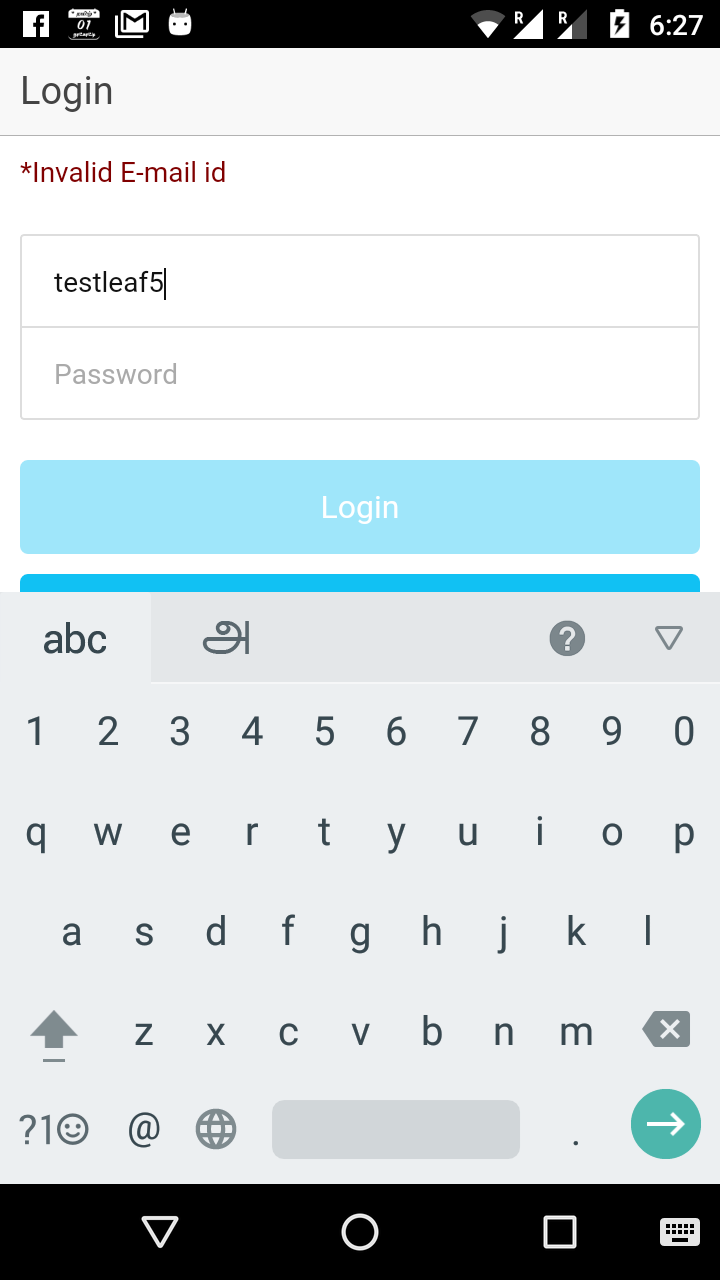 01
R
R
6:27
Login
*Invalid E-mail id
testleaf5
Password
Login
abc
அ
?
1 2 3 4 5 6 7 8 9 0
q w e r t y u i o p
a s d f g h j k l
z x c v b n m
?1☺ @ .